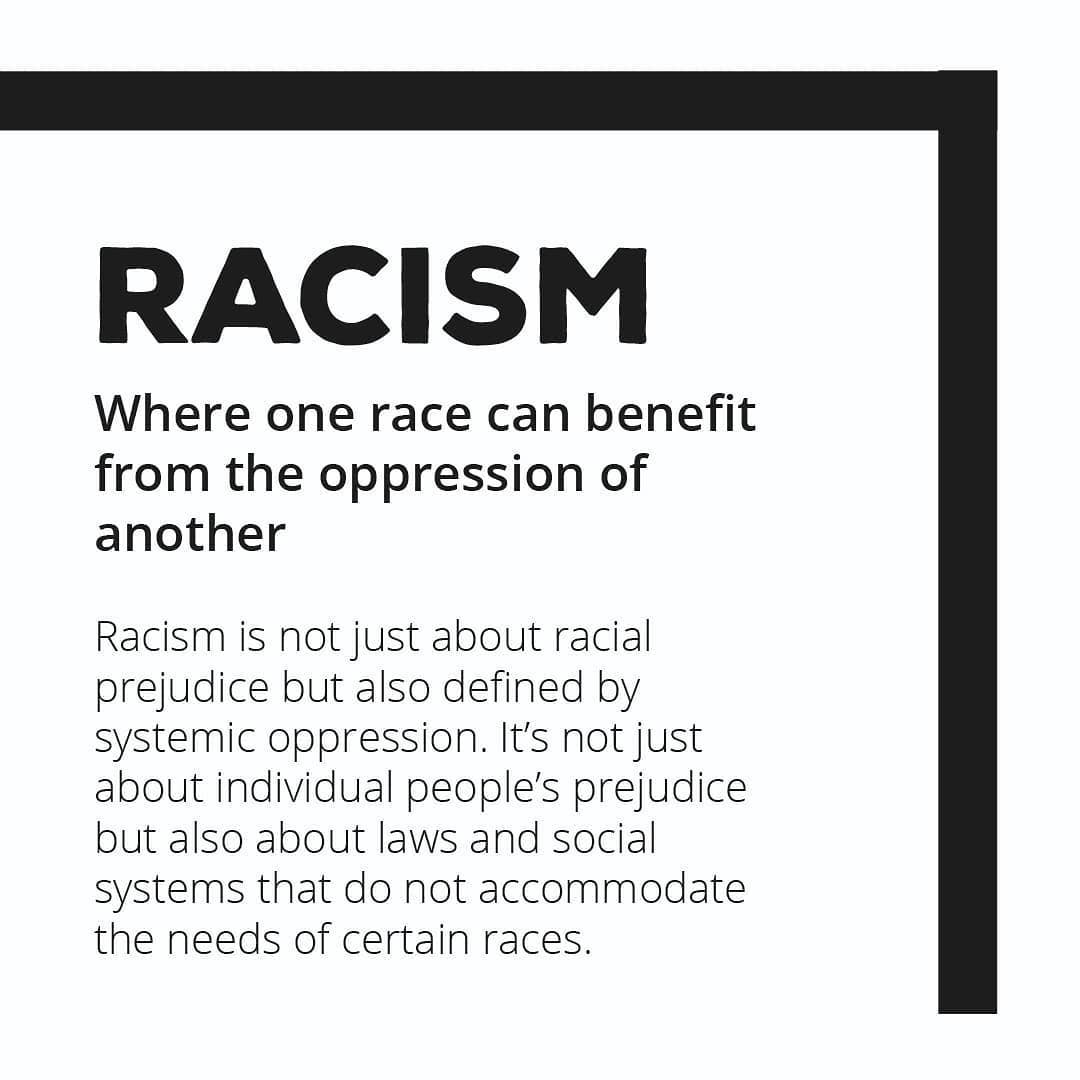 RACISM
Where one race can benefit
from the oppression of
another
Racism is not just about racial
prejudice but also defined by
systemic oppression. It’s not just
about individual people’s prejudice
but also about laws and social
systems that do not accommodate
the needs of certain races.